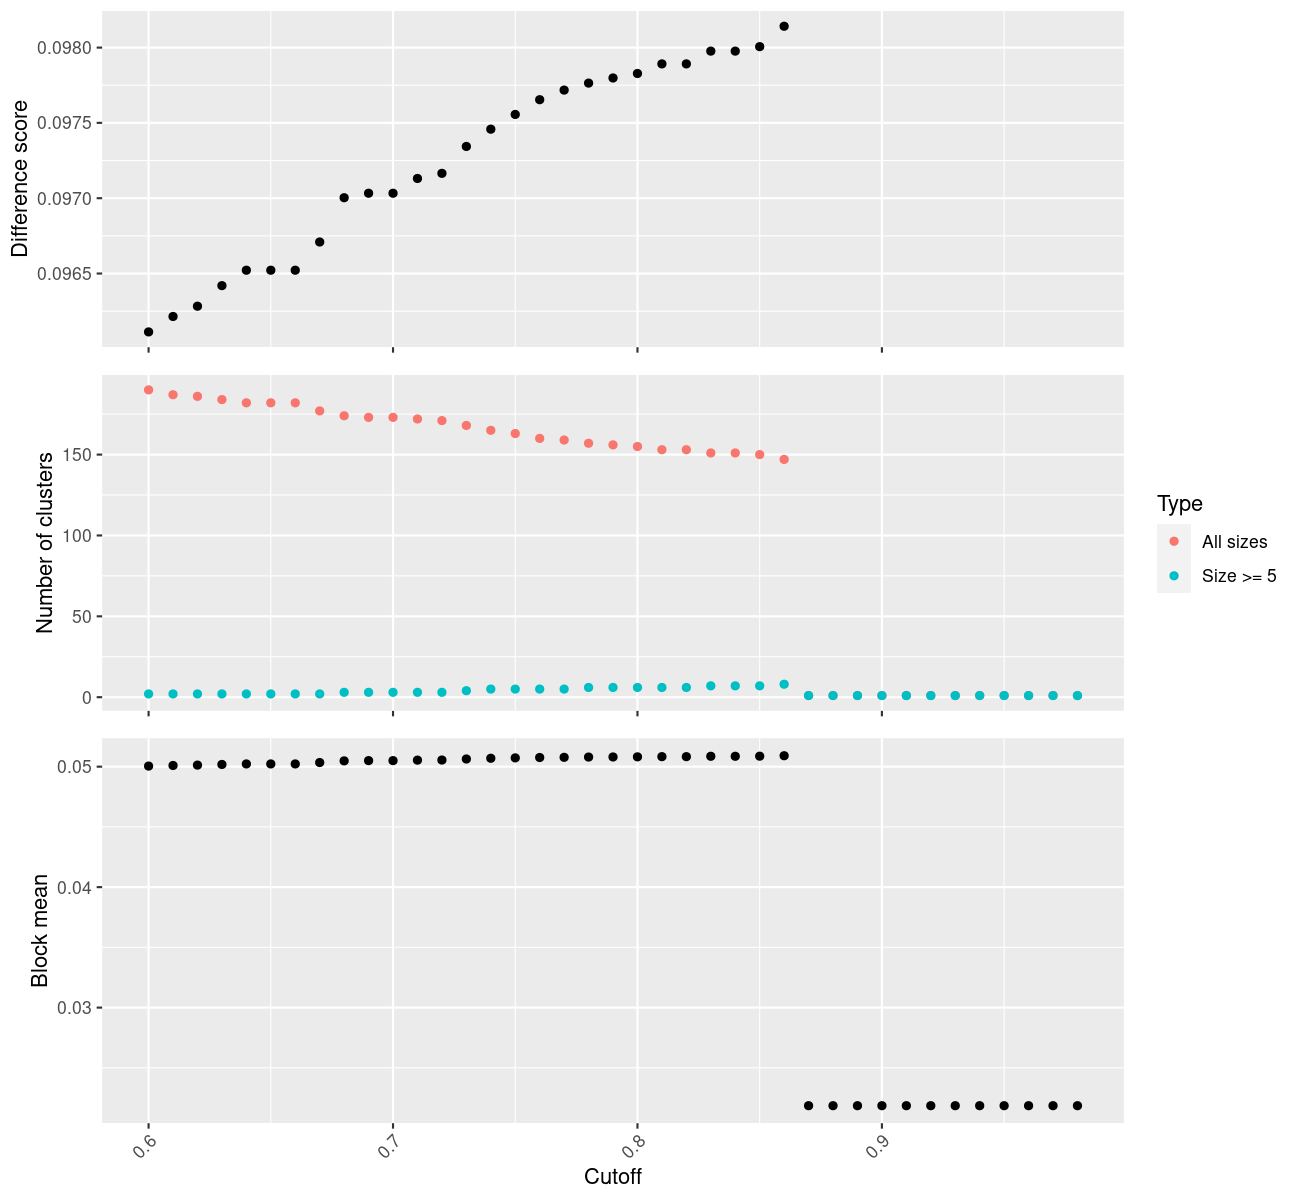 Difference score
0.0980
0.0975
0.0970
0.0965
Number of clusters
150
100
50
0
Type
All sizes
Size >= 5
Block mean
0.05
0.04
0.03
0.6
0.7
0.8
0.9
Cutoff